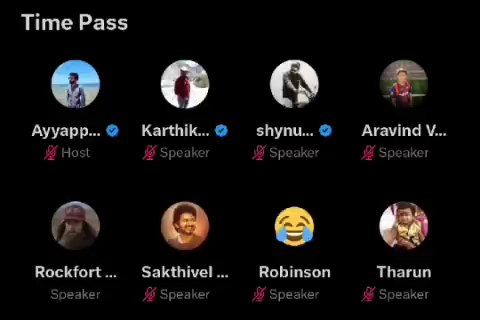 Time Pass
Ayyapp... Karthik... shynu... Aravind V...
Host Speaker Speaker Speaker
Rockfort ... Sakthivel ... Robinson Tharun
Speaker Speaker Speaker Speaker